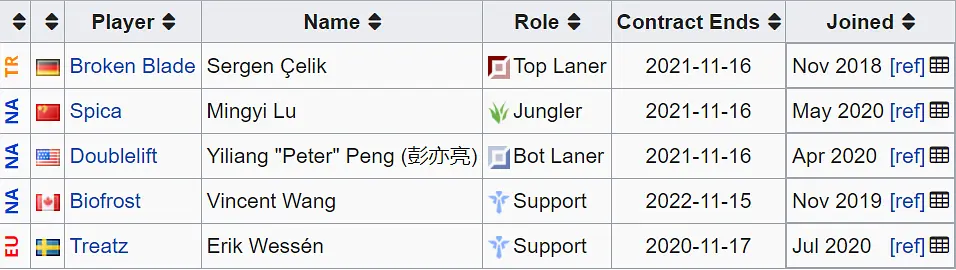 Player Name Role Contract Ends Joined
TR Broken Blade Sergen Çelik Top Laner 2021-11-16 Nov 2018 [ref]
NA Spica Mingyi Lu Jungler 2021-11-16 May 2020 [ref]
NA Doublelift Yiliang "Peter" Peng (彭亦亮) Bot Laner 2021-11-16 Apr 2020 [ref]
NA Biofrost Vincent Wang Support 2022-11-15 Nov 2019 [ref]
EU Treatz Erik Wessén Support 2020-11-17 Jul 2020 [ref]